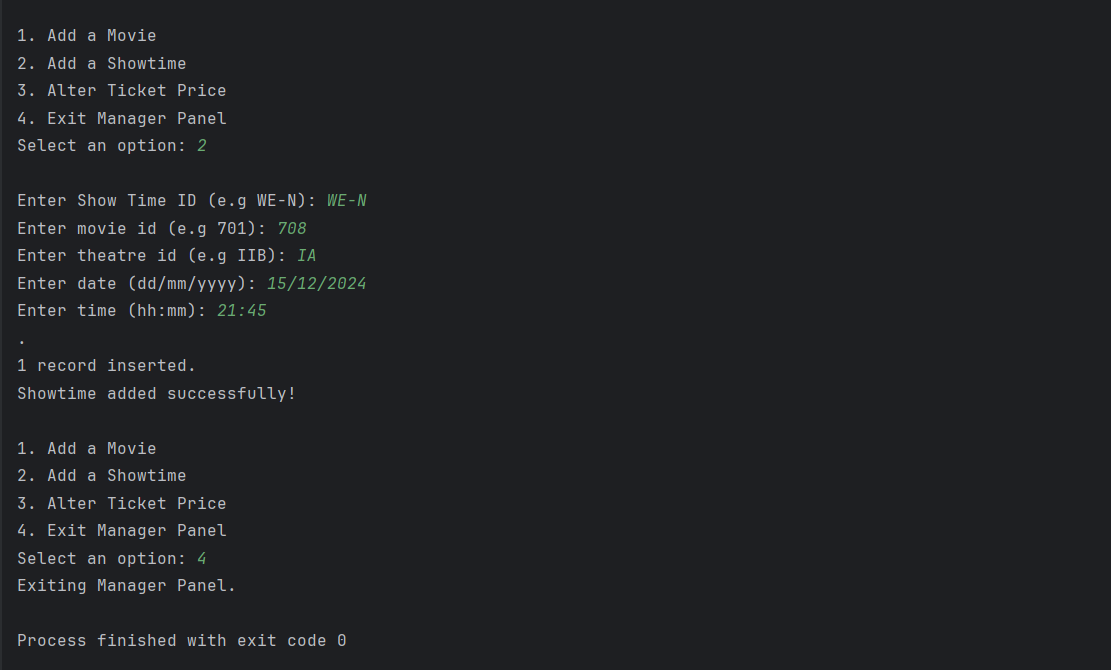 1. Add a Movie
2. Add a Showtime
3. Alter Ticket Price
4. Exit Manager Panel
Select an option: 2
Enter Show Time ID (e.g WE-N): WE-N
Enter movie id (e.g 701): 708
Enter theatre id (e.g IIB): IA
Enter date (dd/mm/yyyy): 15/12/2024
Enter time (hh:mm): 21:45
.
1 record inserted.
Showtime added successfully!
1. Add a Movie
2. Add a Showtime
3. Alter Ticket Price
4. Exit Manager Panel
Select an option: 4
Exiting Manager Panel.
Process finished with exit code 0